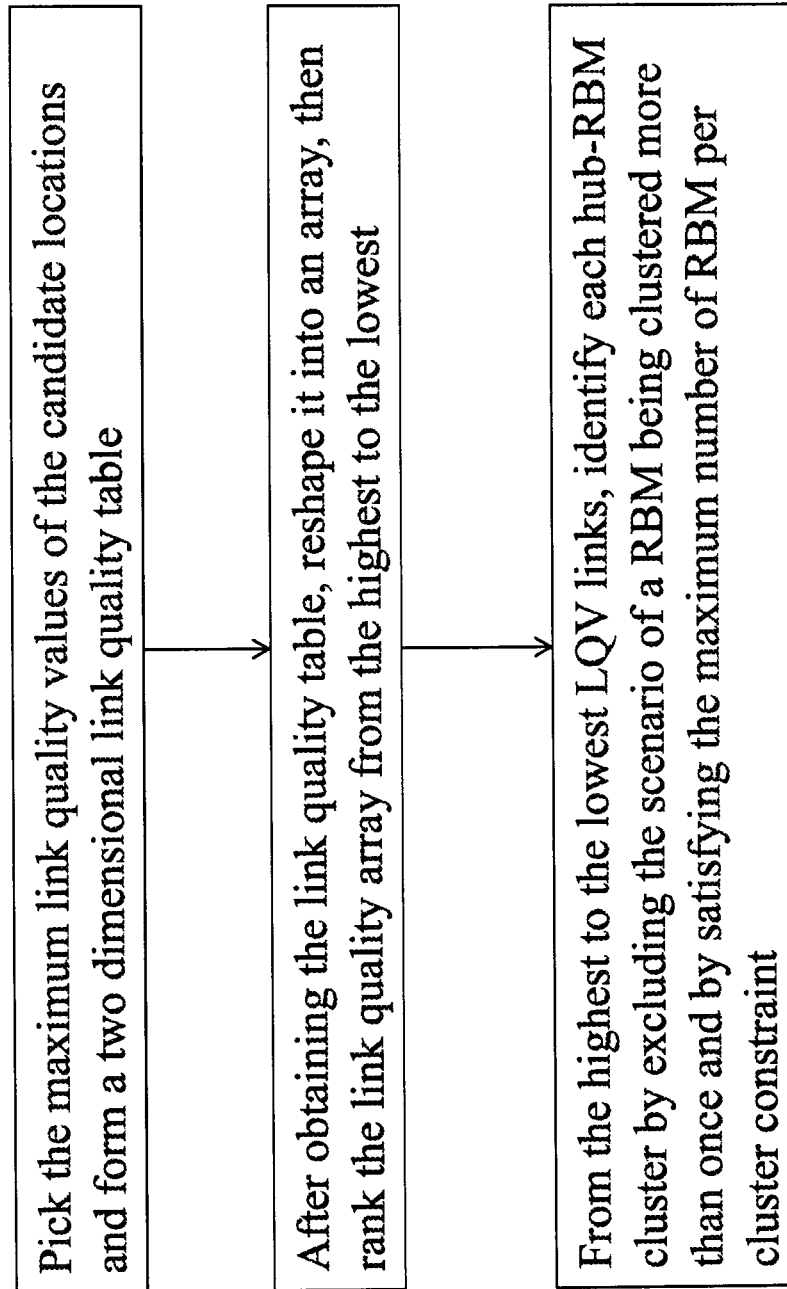 Pick the maximum link quality values of the candidate locations
and form a two dimensional link quality table
After obtaining the link quality table, reshape it into an array, then
rank the link quality array from the highest to the lowest
From the highest to the lowest LQV links, identify each hub-RBM
cluster by excluding the scenario of a RBM being clustered more
than once and by satisfying the maximum number of RBM per
cluster constraint